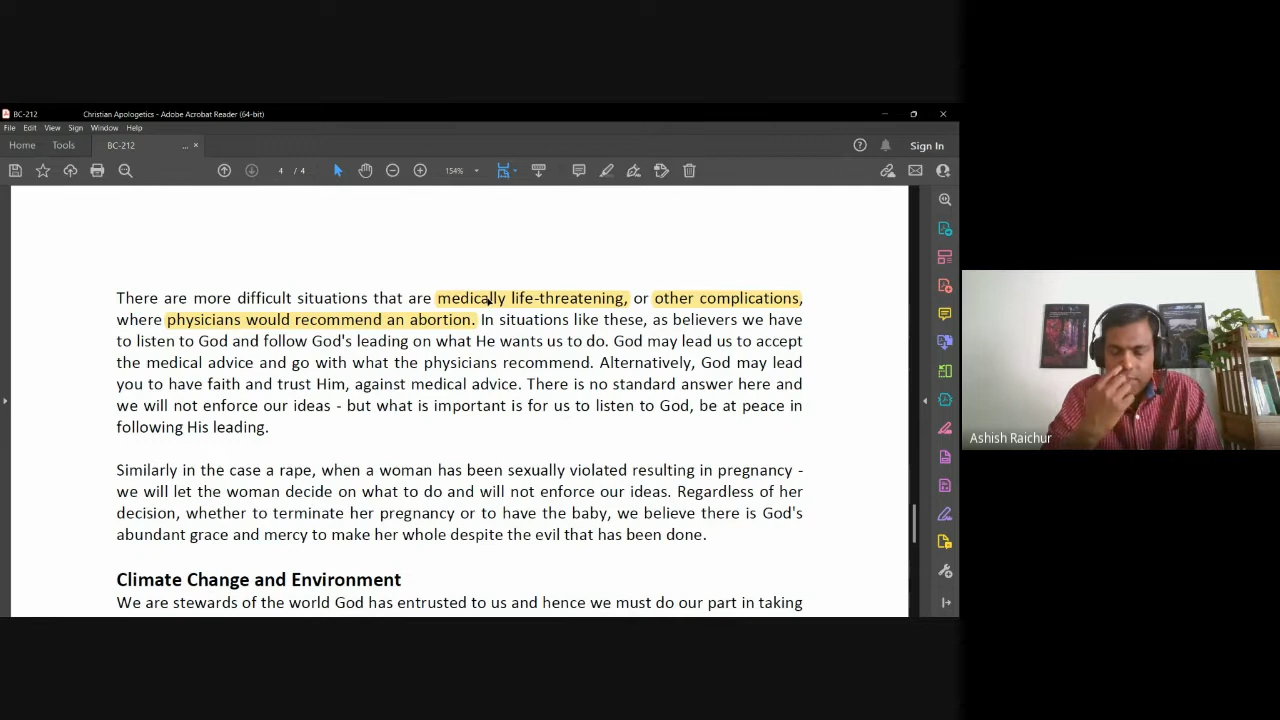 BC-212 Christian Apologetics - Adobe Acrobat Reader (64-bit)
File Edit View Sign Window Help
Home Tools BC-212 ... × Sign In
4 / 4 154%
There are more difficult situations that are medically life-threatening, or other complications,
where physicians would recommend an abortion. In situations like these, as believers we have
to listen to God and follow God's leading on what He wants us to do. God may lead us to accept
the medical advice and go with what the physicians recommend. Alternatively, God may lead
you to have faith and trust Him, against medical advice. There is no standard answer here and
we will not enforce our ideas - but what is important is for us to listen to God, be at peace in
following His leading.
Similarly in the case a rape, when a woman has been sexually violated resulting in pregnancy -
we will let the woman decide on what to do and will not enforce our ideas. Regardless of her
decision, whether to terminate her pregnancy or to have the baby, we believe there is God's
abundant grace and mercy to make her whole despite the evil that has been done.
Climate Change and Environment
We are stewards of the world God has entrusted to us and hence we must do our part in taking
Ashish Raichur